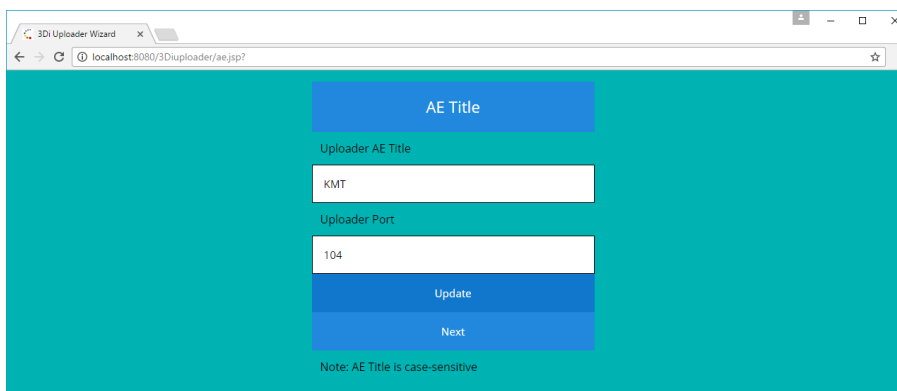 3Di Uploader Wizard
localhost:8080/3Diuploader/ae.jsp?
AE Title
Uploader AE Title
KMT
Uploader Port
104
Update
Next
Note: AE Title is case-sensitive